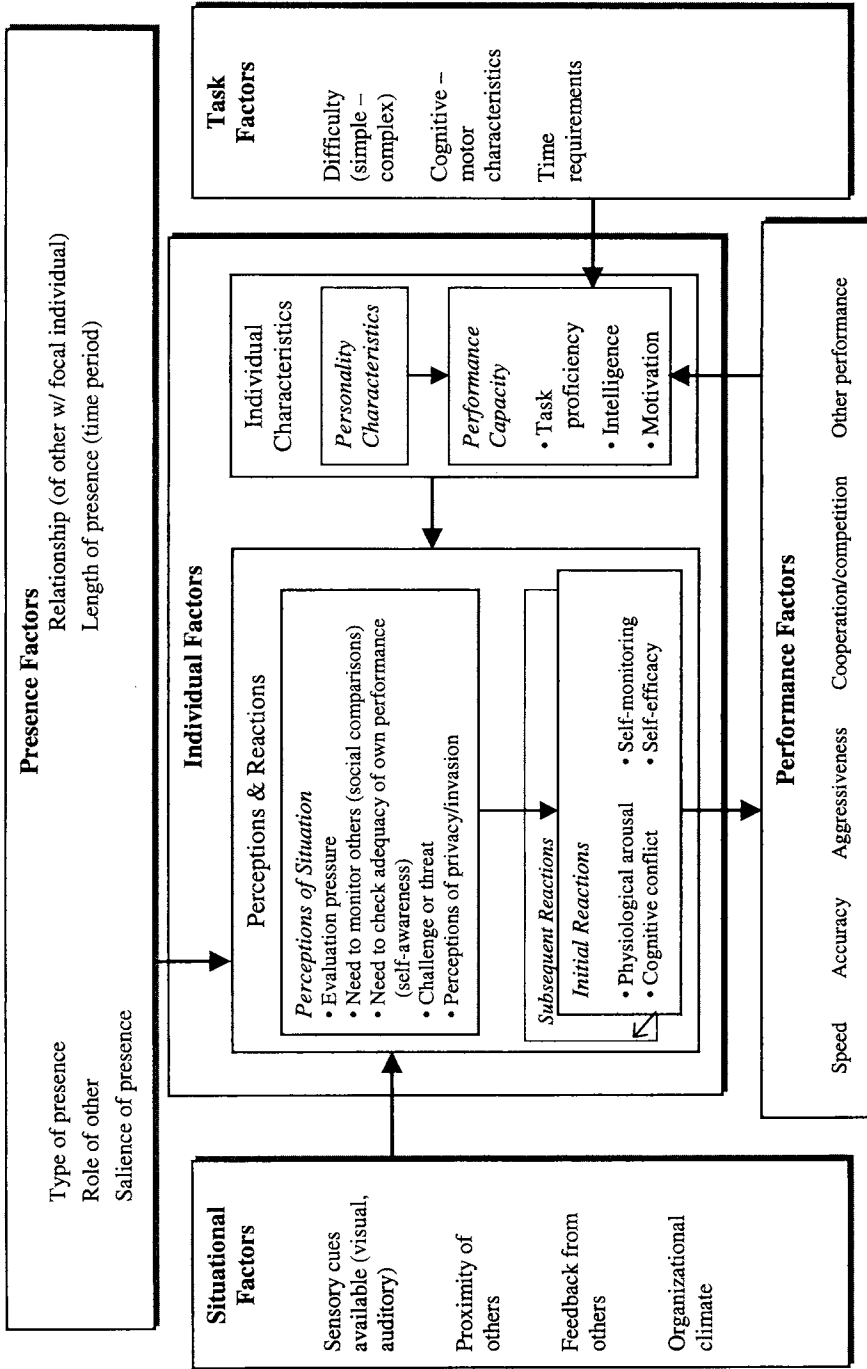 Presence Factors
Type of presence
Role of other
Salience of presence
Relationship (of other w/ focal individual)
Length of presence (time period)
Situational
Factors
Sensory cues
available (visual,
auditory)
Proximity of
others
Feedback from
others
Organizational
climate
Individual Factors
Perceptions & Reactions
Perceptions of Situation
• Evaluation pressure
• Need to monitor others (social comparisons)
• Need to check adequacy of own performance
(self-awareness)
• Challenge or threat
• Perceptions of privacy/invasion
Subsequent Reactions
Initial Reactions
• Physiological arousal
• Cognitive conflict
• Self-monitoring
• Self-efficacy
Individual
Characteristics
Personality
Characteristics
Performance
Capacity
• Task
proficiency
• Intelligence
• Motivation
Task
Factors
Difficulty
(simple –
complex)
Cognitive –
motor
characteristics
Time
requirements
Performance Factors
Speed Accuracy Aggressiveness Cooperation/competition Other performance